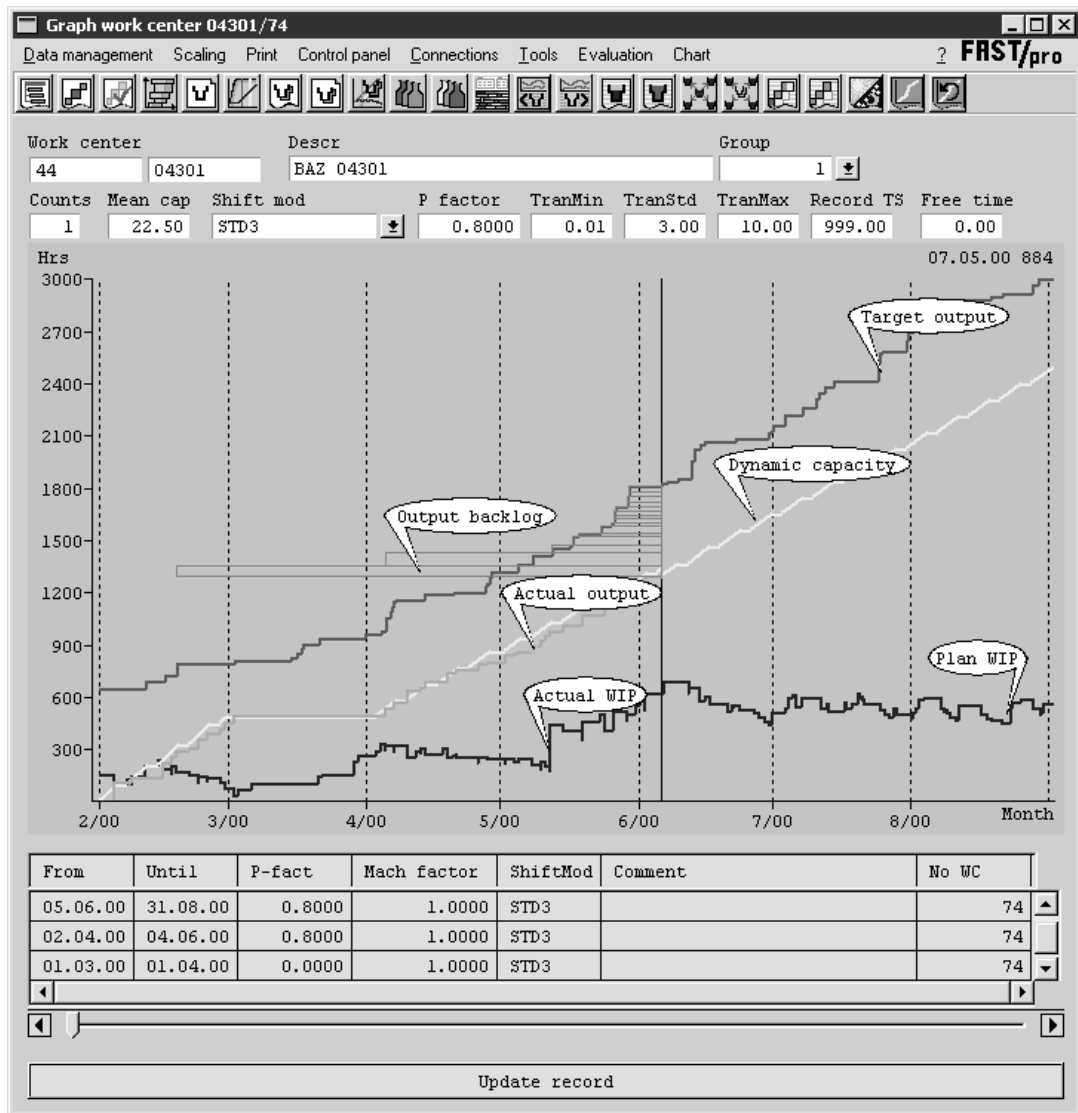 Graph work center 04301/74
Data management Scaling Print Control panel Connections Tools Evaluation Chart ? FAST/pro
Work center Descr Group
44 04301 BAZ 04301 1
Counts Mean cap Shift mod P factor TranMin TranStd TranMax Record TS Free time
1 22.50 STD3 0.8000 0.01 3.00 10.00 999.00 0.00
Hrs 07.05.00 884
3000
Target output
2700
2400
2100
Dynamic capacity
1800
Output backlog
1500
1200
Actual output
900
Plan WIP
600
Actual WIP
300
2/00 3/00 4/00 5/00 6/00 7/00 8/00 Month
From Until P-fact Mach factor ShiftMod Comment No WC
05.06.00 31.08.00 0.8000 1.0000 STD3 74
02.04.00 04.06.00 0.8000 1.0000 STD3 74
01.03.00 01.04.00 0.0000 1.0000 STD3 74
Update record